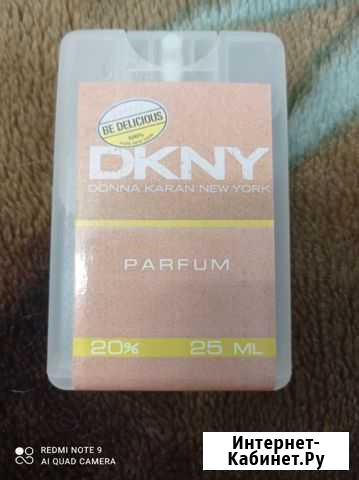 BE DELICIOUS
100%
DKNY
DONNA KARAN NEW YORK
PARFUM
20% 25 ML
REDMI NOTE 9
AI QUAD CAMERA
Интернет-
Кабинет.Ру